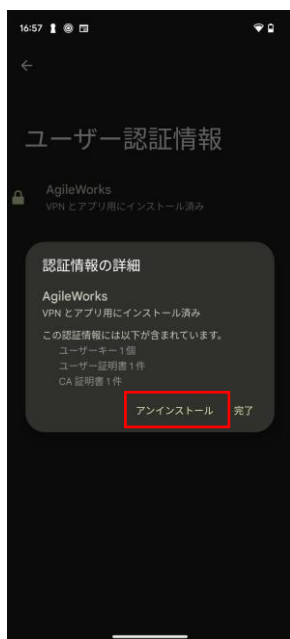 16:57
ユーザー認証情報
AgileWorks
VPN とアプリ用にインストール済み
認証情報の詳細
AgileWorks
VPN とアプリ用にインストール済み
この認証情報には以下が含まれています。
ユーザーキー 1個
ユーザー証明書 1件
CA 証明書 1件
アンインストール 完了